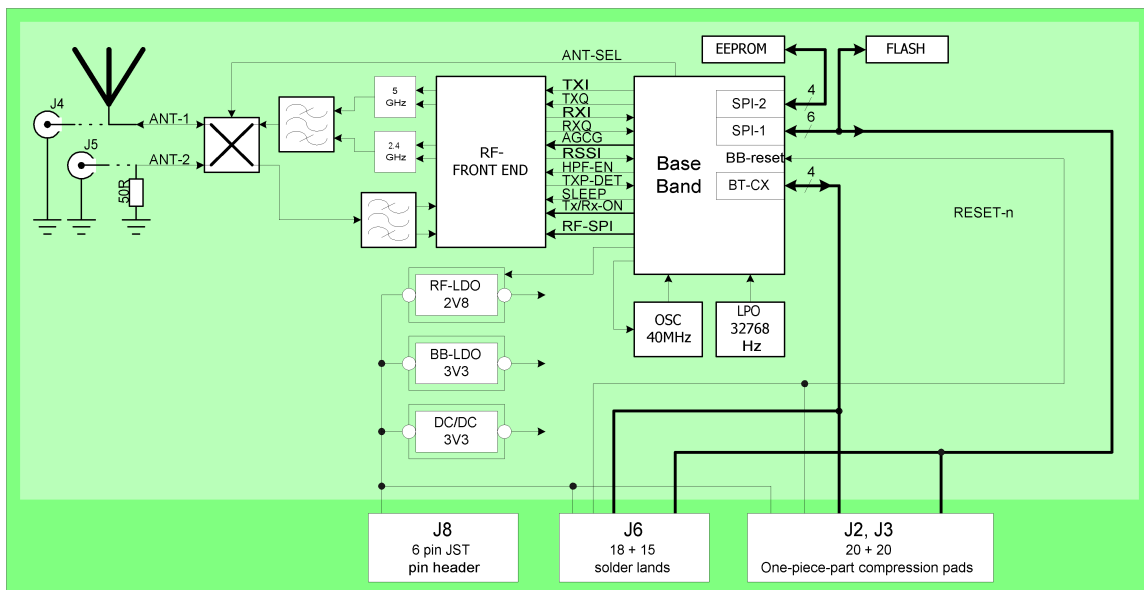 ANT-SEL
EEPROM
FLASH
J4
ANT-1
J5
ANT-2
50R
5
GHz
2.4
GHz
RF-
FRONT END
TXI
TXQ
RXI
RXQ
AGCG
RSSI
HPF-EN
TXP-DET
SLEEP
Tx/Rx-ON
RF-SPI
Base
Band
SPI-2
4
SPI-1
6
BB-reset
BT-CX
4
RESET-n
RF-LDO
2V8
BB-LDO
3V3
DC/DC
3V3
OSC
40MHz
LPO
32768
Hz
J8
6 pin JST
pin header
J6
18 + 15
solder lands
J2, J3
20 + 20
One-piece-part compression pads